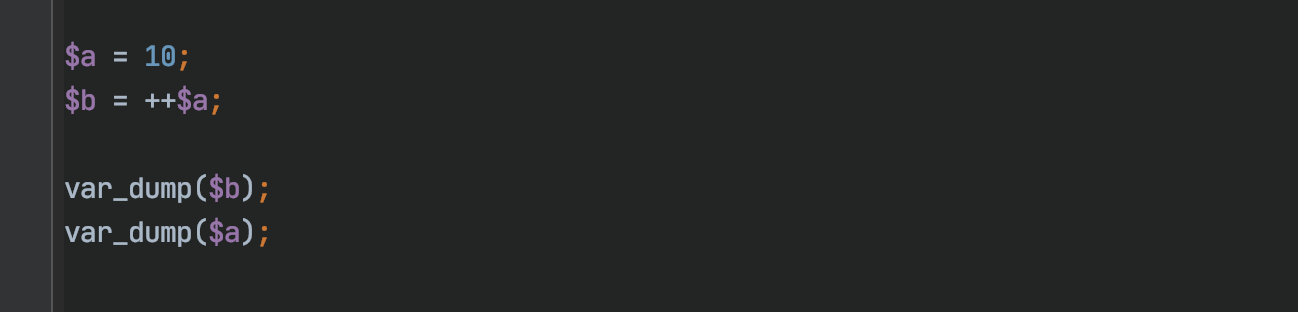 $a = 10;
$b = ++$a;
var_dump($b);
var_dump($a);